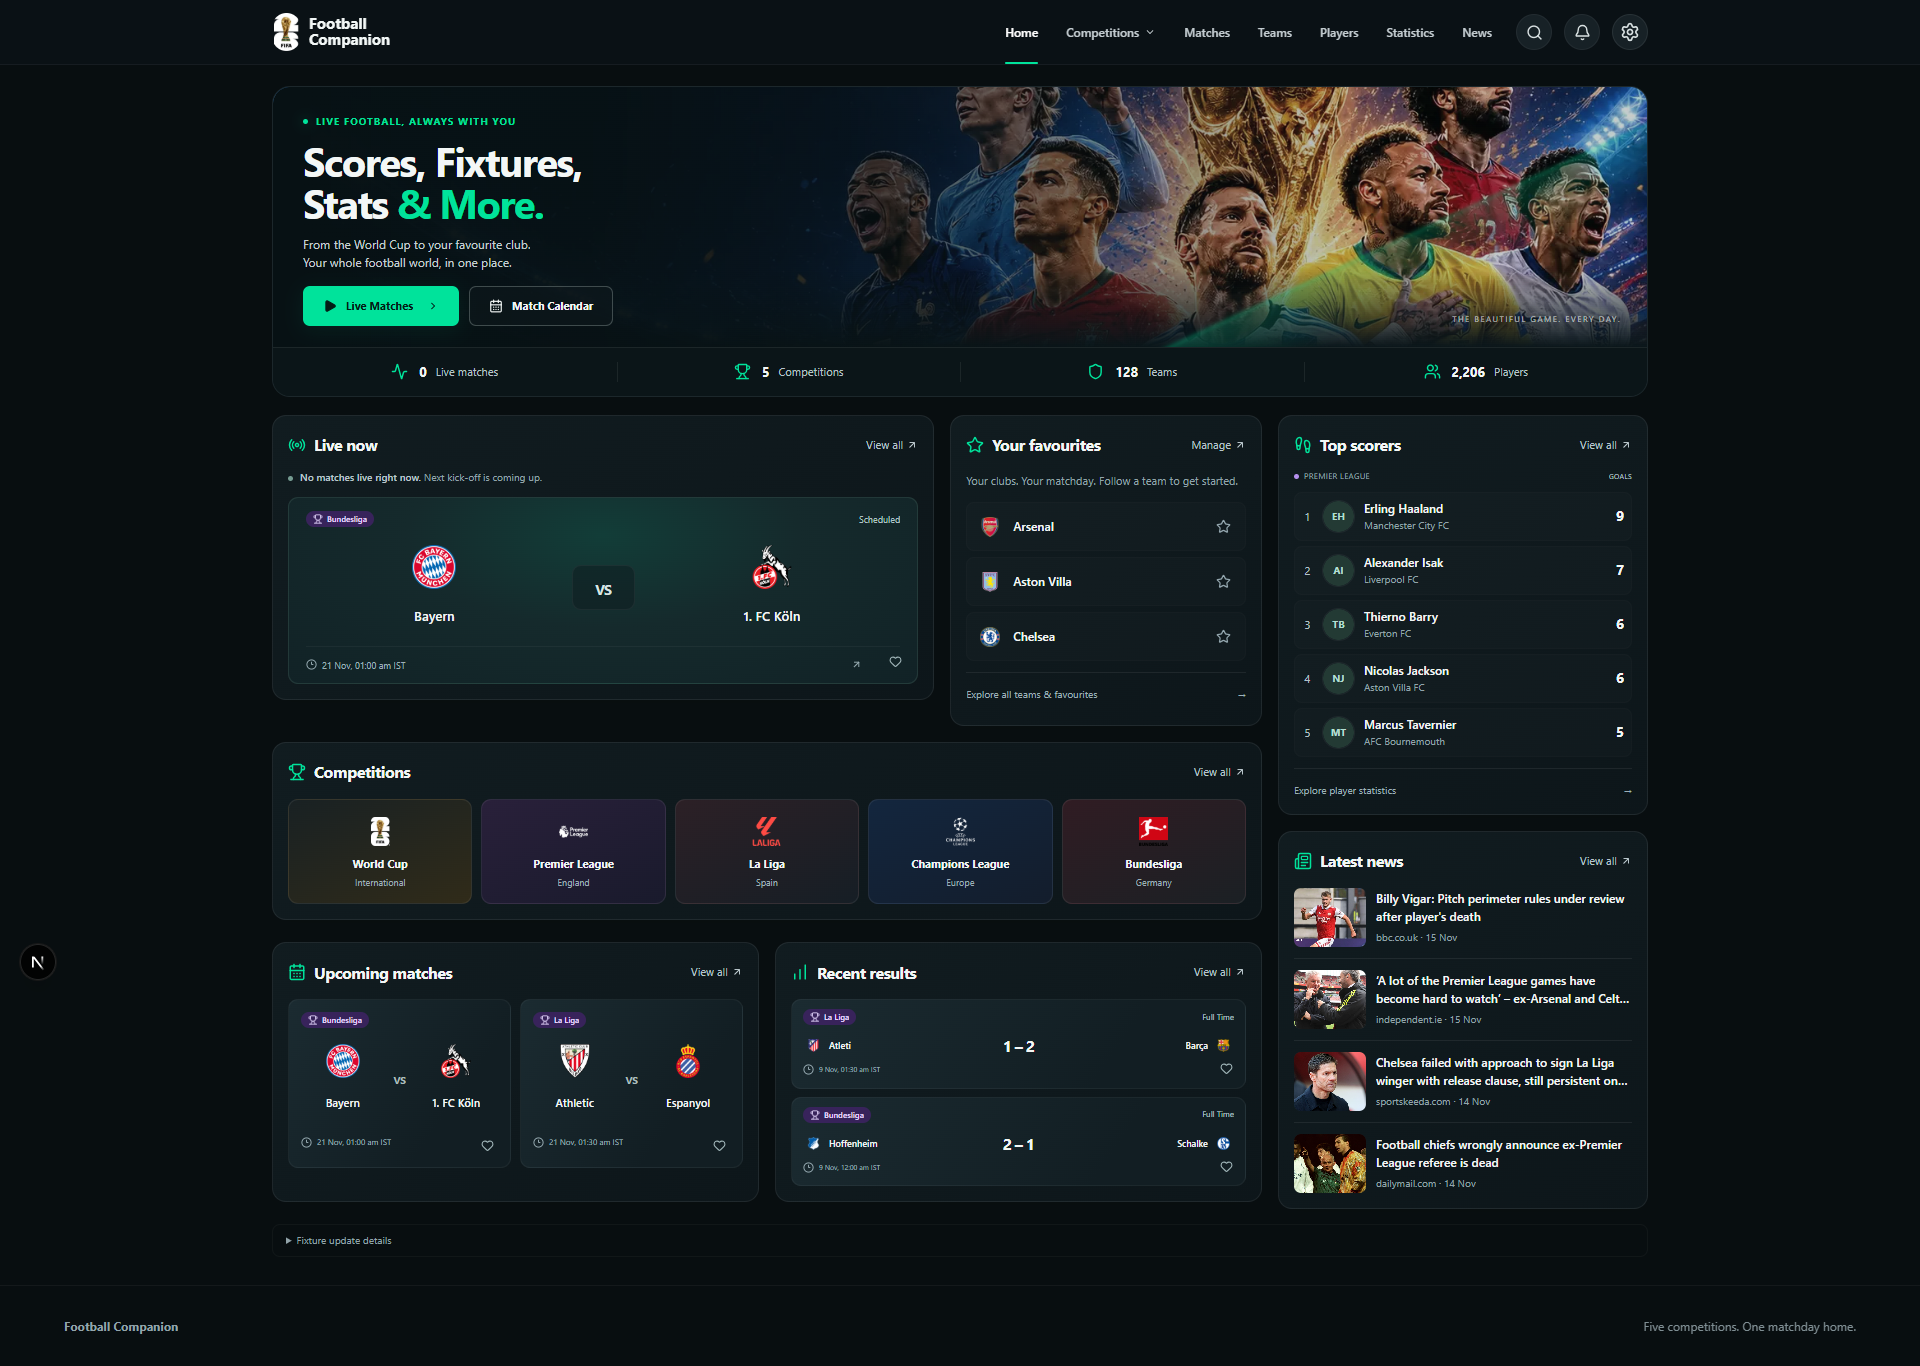 Football
Companion
Home
Competitions
Matches
Teams
Players
Statistics
News
LIVE FOOTBALL, ALWAYS WITH YOU
Scores, Fixtures,
Stats & More.
From the World Cup to your favourite club.
Your whole football world, in one place.
Live Matches
Match Calendar
THE BEAUTIFUL GAME. EVERY DAY.
0 Live matches
5 Competitions
128 Teams
2,206 Players
Live now
View all
No matches live right now. Next kick-off is coming up.
Bundesliga
Scheduled
Bayern
VS
1. FC Köln
21 Nov, 01:00 am IST
Your favourites
Manage
Your clubs. Your matchday. Follow a team to get started.
Arsenal
Aston Villa
Chelsea
Explore all teams & favourites →
Top scorers
View all
PREMIER LEAGUE
GOALS
1 EH Erling Haaland 9
Manchester City FC
2 AI Alexander Isak 7
Liverpool FC
3 TB Thierno Barry 6
Everton FC
4 NJ Nicolas Jackson 6
Aston Villa FC
5 MT Marcus Tavernier 5
AFC Bournemouth
Explore player statistics →
Competitions
View all
FIFA
World Cup
International
Premier League
Premier League
England
LALIGA
La Liga
Spain
CHAMPIONS LEAGUE
Champions League
Europe
Bundesliga
Germany
Upcoming matches
View all
Bundesliga
Bayern
VS
1. FC Köln
21 Nov, 01:00 am IST
La Liga
Athletic
VS
Espanyol
21 Nov, 01:30 am IST
Recent results
View all
La Liga
Full Time
Atleti
1 – 2
Barça
9 Nov, 01:30 am IST
Bundesliga
Full Time
Hoffenheim
2 – 1
Schalke
9 Nov, 12:00 am IST
Latest news
View all
Billy Vigar: Pitch perimeter rules under review
after player's death
bbc.co.uk · 15 Nov
‘A lot of the Premier League games have
become hard to watch’ – ex-Arsenal and Celt...
independent.ie · 15 Nov
Chelsea failed with approach to sign La Liga
winger with release clause, still persistent on...
sportskeeda.com · 14 Nov
Football chiefs wrongly announce ex-Premier
League referee is dead
dailymail.com · 14 Nov
Fixture update details
N
Football Companion
Five competitions. One matchday home.